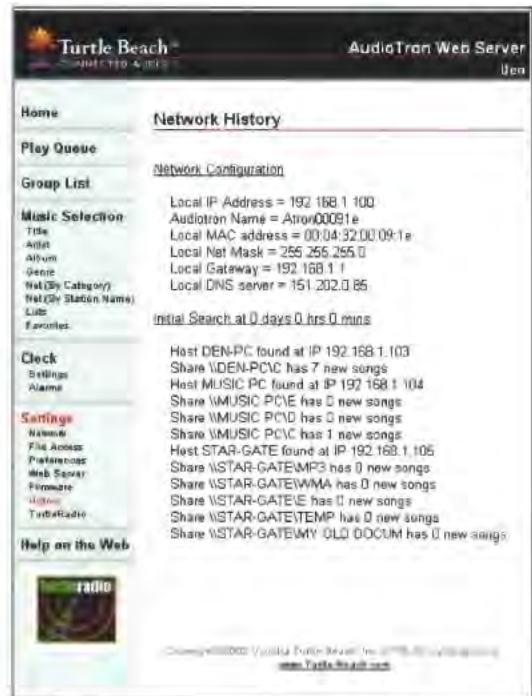 Turtle Beach
AudioTron Web Server
Den
Home
Play Queue
Group List
Music Selection
Title
Artist
Album
Genre
Net (By Category)
Net (By Station Name)
Lists
Favorites
Clock
Settings
Alarms
Settings
Network
File Access
Preferences
Web Server
Firmware
History
TurtleRadio
Help on the Web
radio
Network History
Network Configuration
Local IP Address = 192.168.1.100
Audiotron Name = Atron00091e
Local MAC address = 00:04:32:00:09:1e
Local Net Mask = 255.255.255.0
Local Gateway = 192.168.1.1
Local DNS server = 151.202.0.85
Initial Search at 0 days 0 hrs 0 mins
Host DEN-PC found at IP 192.168.1.103
Share \\DEN-PC\C has 7 new songs
Host MUSIC PC found at IP 192.168.1.104
Share \\MUSIC PC\E has 0 new songs
Share \\MUSIC PC\D has 0 new songs
Share \\MUSIC PC\C has 1 new songs
Host STAR-GATE found at IP 192.168.1.105
Share \\STAR-GATE\MP3 has 0 new songs
Share \\STAR-GATE\WMA has 0 new songs
Share \\STAR-GATE\E has 0 new songs
Share \\STAR-GATE\TEMP has 0 new songs
Share \\STAR-GATE\MY OLD DOCUM has 0 new songs
www.TurtleBeach.com